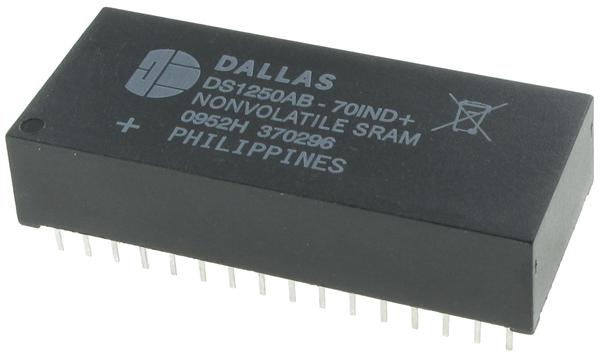 DALLAS
DS1250AB-70IND+
NONVOLATILE SRAM
0952H 370296
+ PHILIPPINES